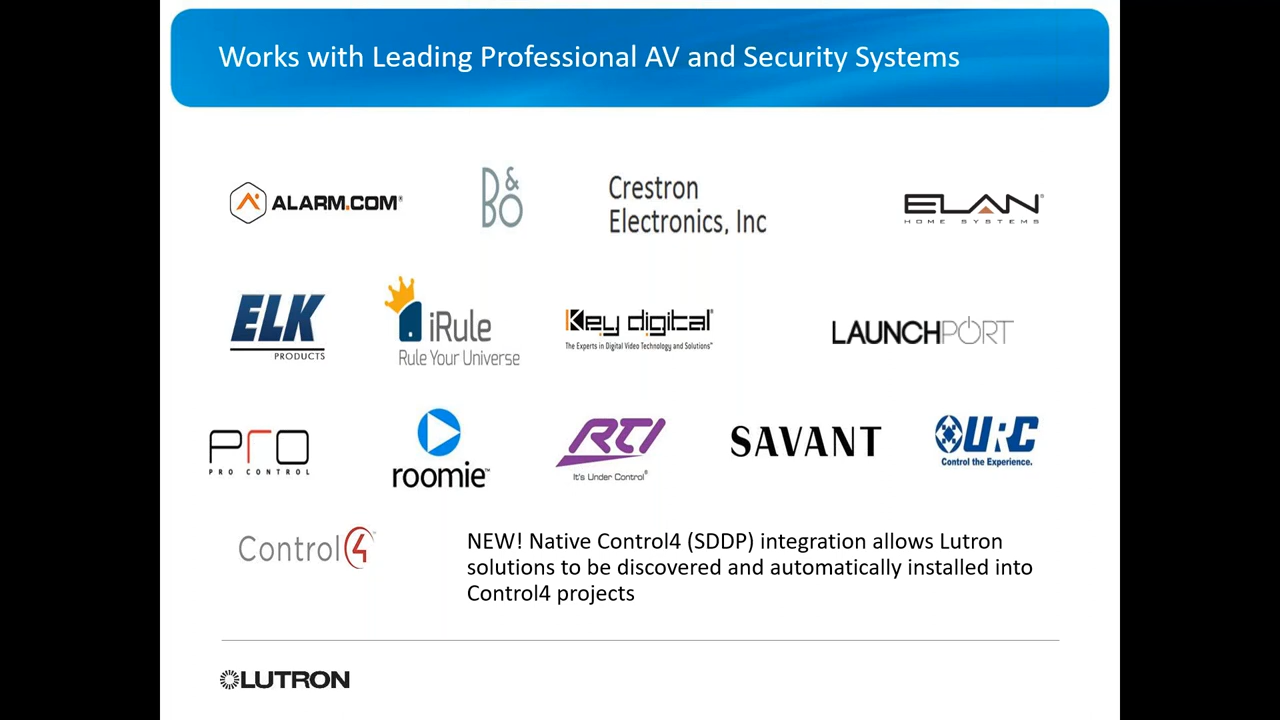 Works with Leading Professional AV and Security Systems
ALARM.COM®
B&O
Crestron
Electronics, Inc
ELAN®
HOME SYSTEMS
ELK
PRODUCTS
iRule
Rule Your Universe
Key digital®
The Experts in Digital Video Technology and Solutions™
LAUNCHPORT
PRO
PRO CONTROL
roomie™
RTI
It's Under Control®
SAVANT
URC
Control the Experience.
Control4™
NEW! Native Control4 (SDDP) integration allows Lutron
solutions to be discovered and automatically installed into
Control4 projects
LUTRON